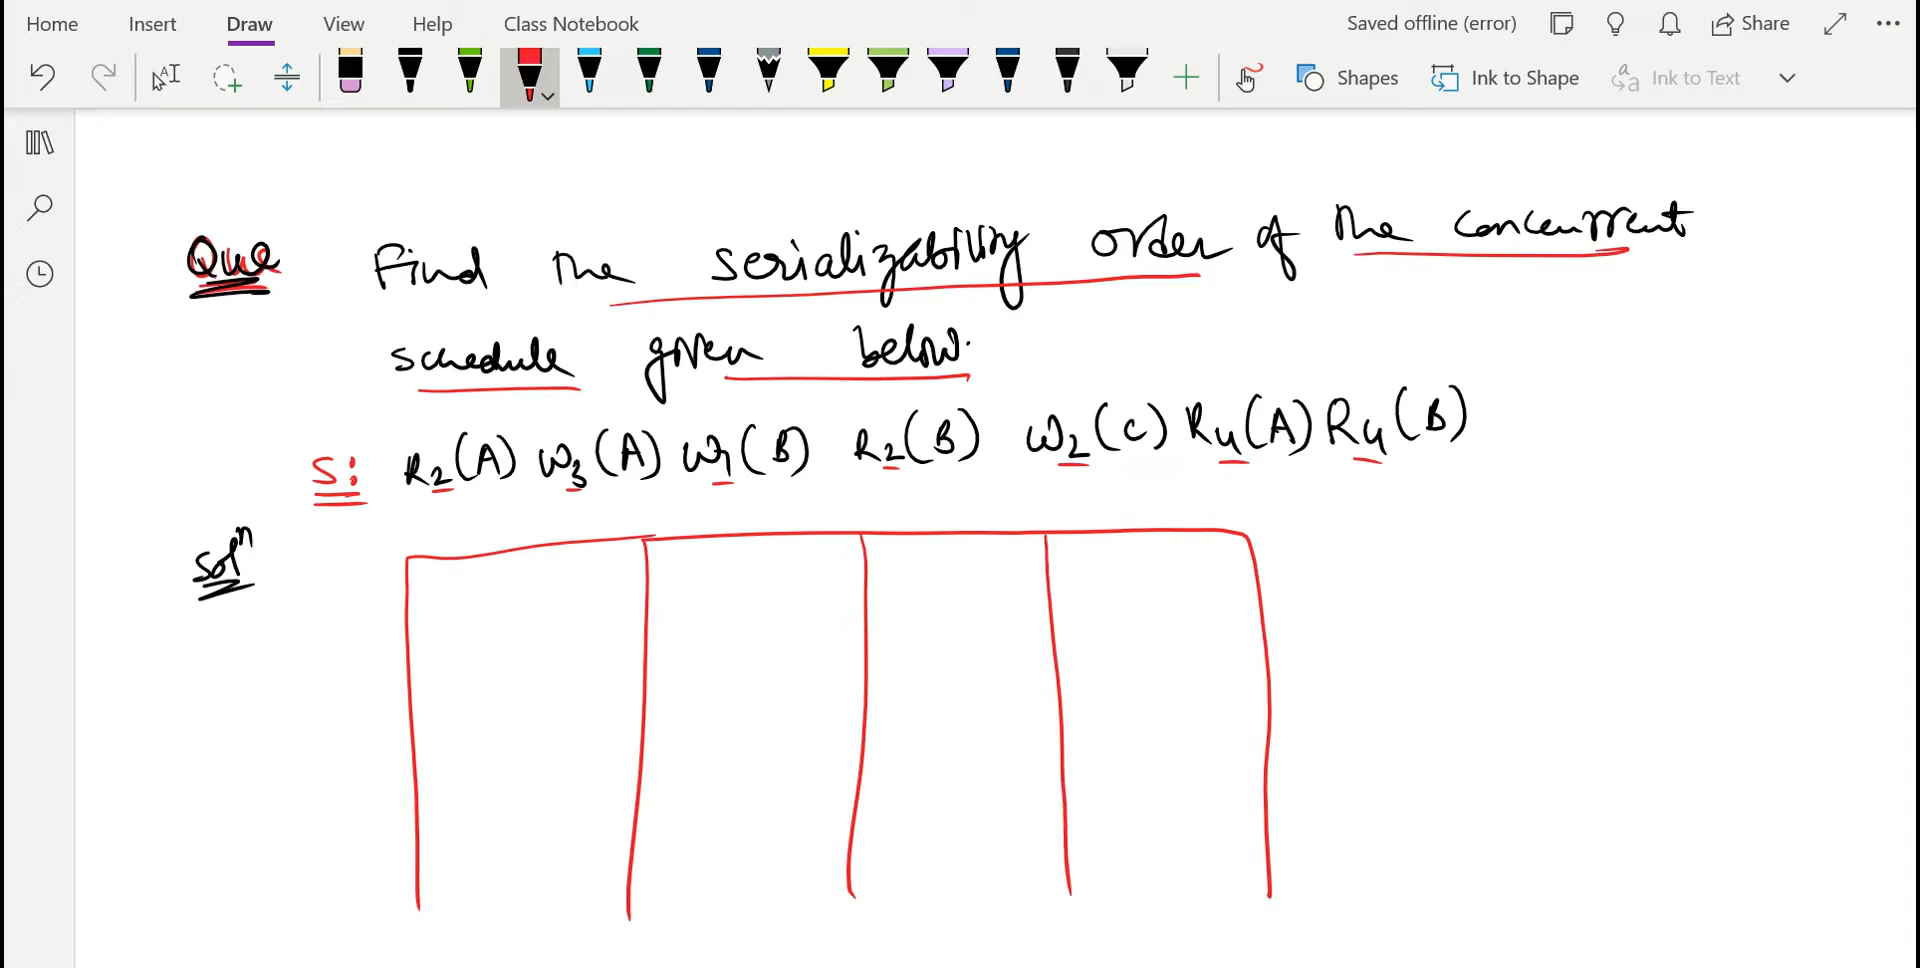 Home Insert Draw View Help Class Notebook Saved offline (error) Share
Shapes Ink to Shape Ink to Text
Que Find the serializability order of the concurrent
schedule given below.
S: R2(A) W3(A) W1(B) R2(B) W2(C) R4(A) R4(B)
Solⁿ